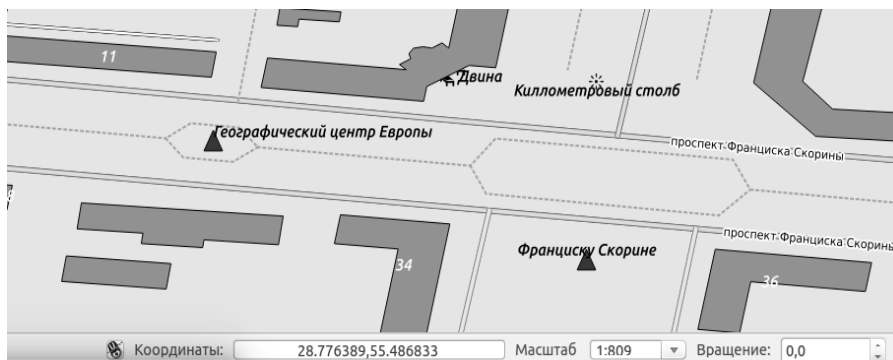 11
Двина
Киллометровый столб
Географический центр Европы
проспект Франциска Скорины
проспект Франциска Скорины
Франциску Скорине
34
36
Координаты: 28.776389,55.486833 Масштаб 1:809 Вращение: 0,0